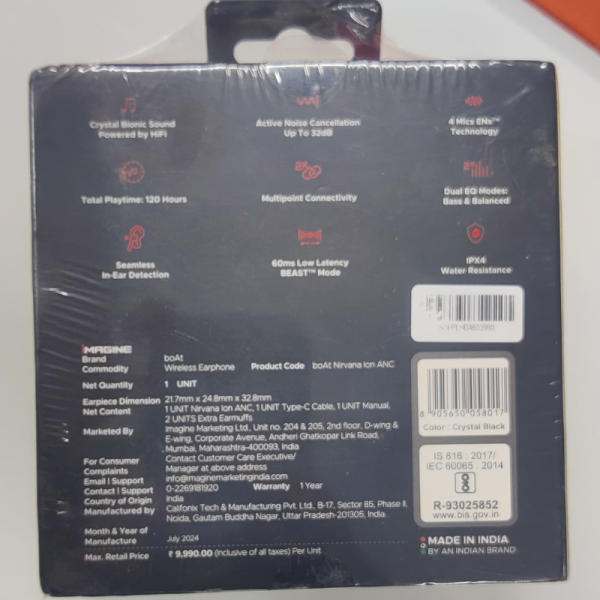 Crystal Bionic Sound
Powered by HiFi
Active Noise Cancellation
Up To 32dB
4 Mics ENx™
Technology
Total Playtime: 120 Hours
Multipoint Connectivity
Dual EQ Modes:
Bass & Balanced
Seamless
In-Ear Detection
60ms Low Latency
BEAST™ Mode
IPX4
Water Resistance
IMAGINE
Brand boAt
Commodity Wireless Earphone Product Code boAt Nirvana Ion ANC
Net Quantity 1 UNIT
Earpiece Dimension 21.7mm x 24.8mm x 32.8mm
Net Content 1 UNIT Nirvana Ion ANC, 1 UNIT Type-C Cable, 1 UNIT Manual,
2 UNITS Extra Earmuffs
Marketed By Imagine Marketing Ltd., Unit no. 204 & 205, 2nd floor, D-wing &
E-wing, Corporate Avenue, Andheri Ghatkopar Link Road,
Mumbai, Maharashtra-400093, India
For Consumer Contact Customer Care Executive/
Complaints Manager at above address
Email | Support info@imaginemarketingindia.com
Contact | Support 0-2269181920 Warranty 1 Year
Country of Origin India
Manufactured by Califonix Tech & Manufacturing Pvt. Ltd., B-17, Sector 85, Phase II,
Noida, Gautam Buddha Nagar, Uttar Pradesh-201305, India.
Month & Year of
Manufacture July 2024
Max. Retail Price ₹ 9,990.00 (Inclusive of all taxes) Per Unit
8 905650 058017
Color : Crystal Black
IS 616 : 2017/
IEC 60065 : 2014
R-93025852
www.bis.gov.in
MADE IN INDIA
BY AN INDIAN BRAND